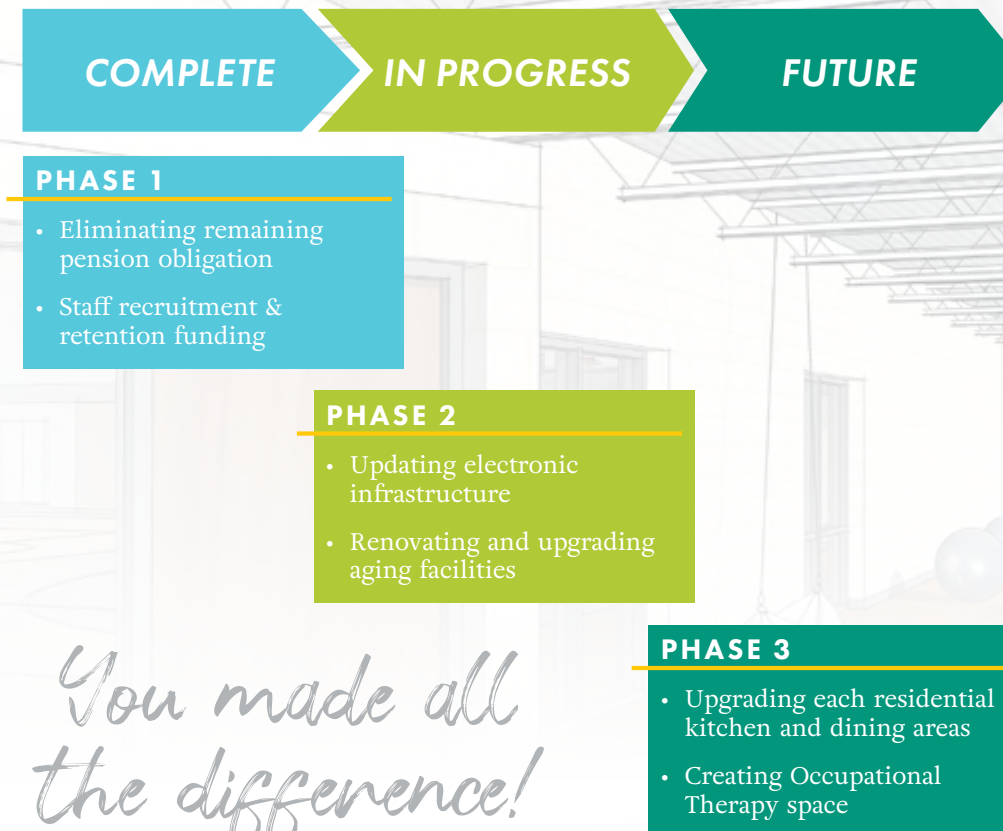 COMPLETE
IN PROGRESS
FUTURE
PHASE 1
• Eliminating remaining
pension obligation
• Staff recruitment &
retention funding
PHASE 2
• Updating electronic
infrastructure
• Renovating and upgrading
aging facilities
PHASE 3
• Upgrading each residential
kitchen and dining areas
• Creating Occupational
Therapy space
You made all
the difference!